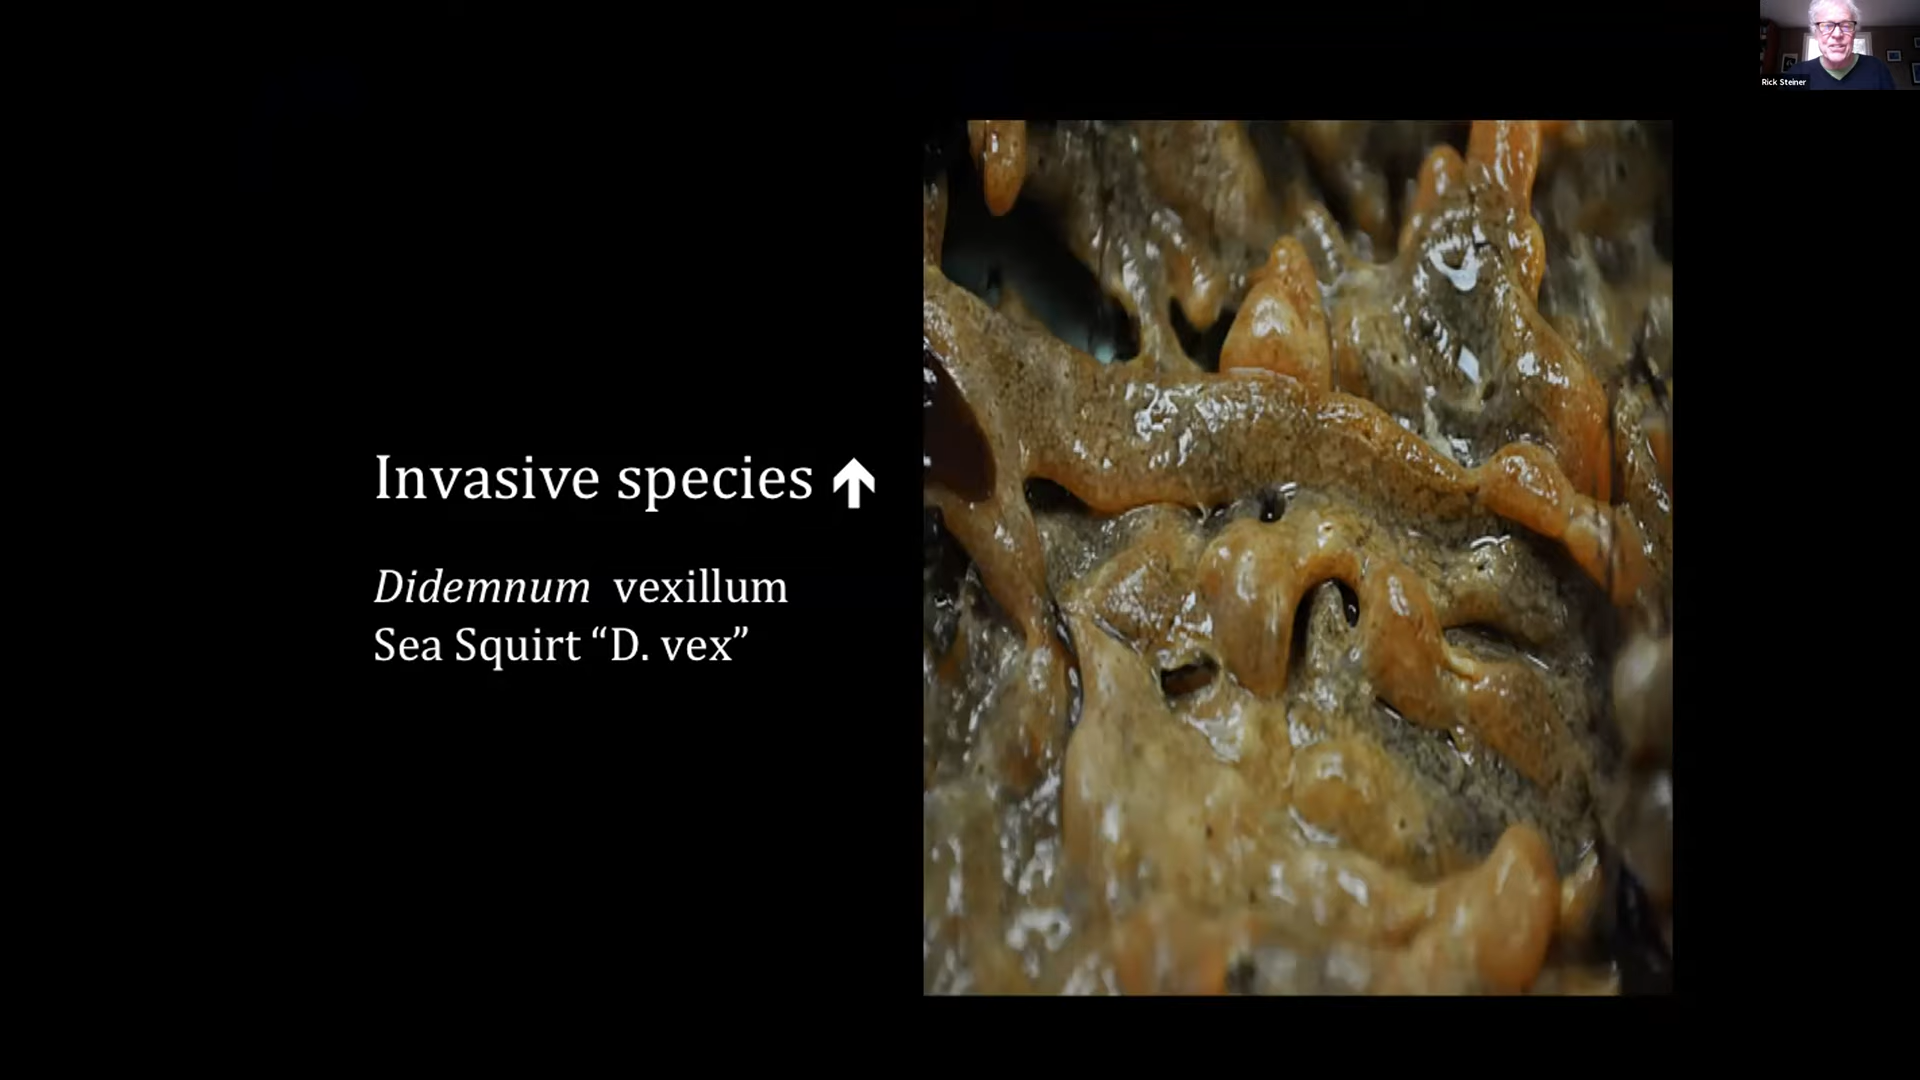 Rick Steiner
Invasive species ↑
Didemnum vexillum
Sea Squirt “D. vex”